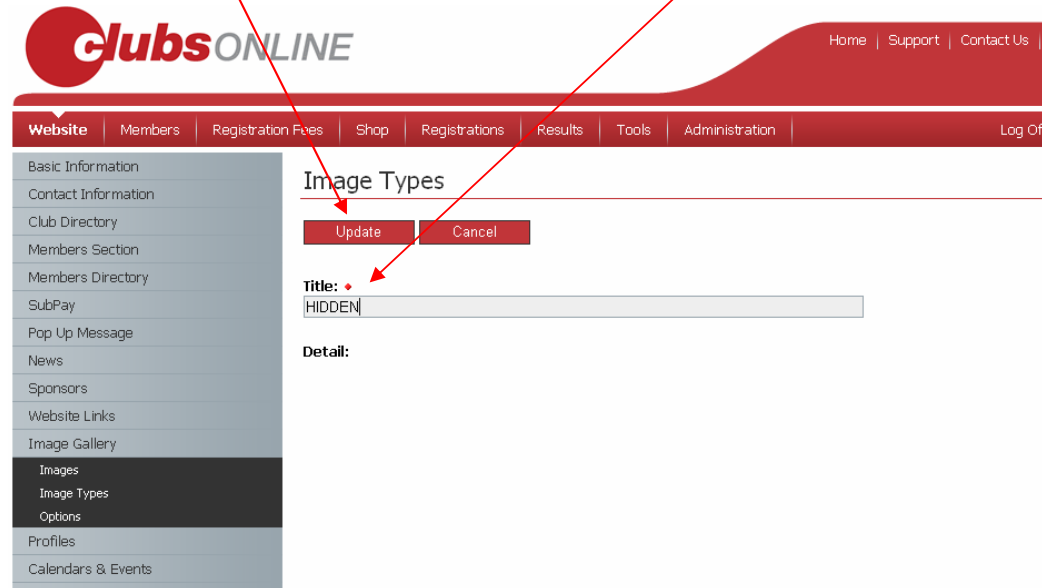 clubsONLINE
Home | Support | Contact Us |
Website | Members | Registration Fees | Shop | Registrations | Results | Tools | Administration | Log Of
Basic Information
Contact Information
Club Directory
Members Section
Members Directory
SubPay
Pop Up Message
News
Sponsors
Website Links
Image Gallery
Images
Image Types
Options
Profiles
Calendars & Events
Image Types
Update Cancel
Title:
HIDDEN
Detail: